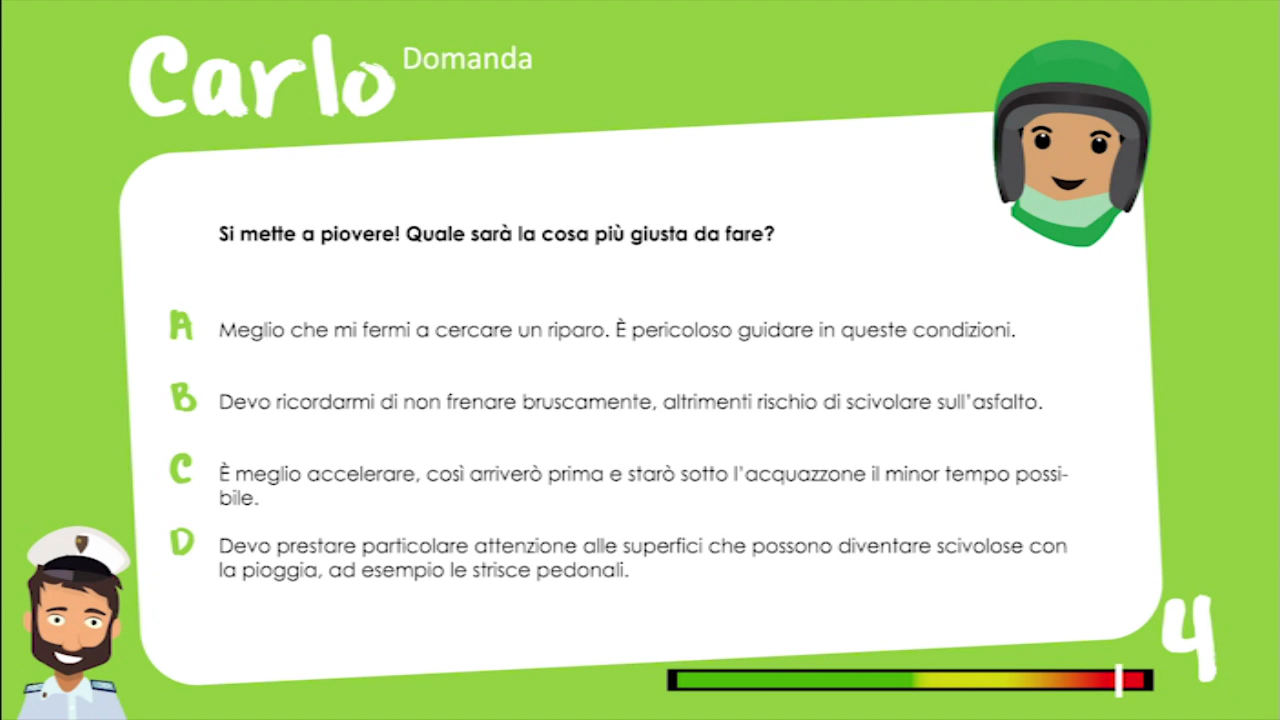 Carlo Domanda
Si mette a piovere! Quale sarà la cosa più giusta da fare?
A Meglio che mi fermi a cercare un riparo. È pericoloso guidare in queste condizioni.
B Devo ricordarmi di non frenare bruscamente, altrimenti rischio di scivolare sull'asfalto.
C È meglio accelerare, così arriverò prima e starò sotto l'acquazzone il minor tempo possi-
bile.
D Devo prestare particolare attenzione alle superfici che possono diventare scivolose con
la pioggia, ad esempio le strisce pedonali.
4